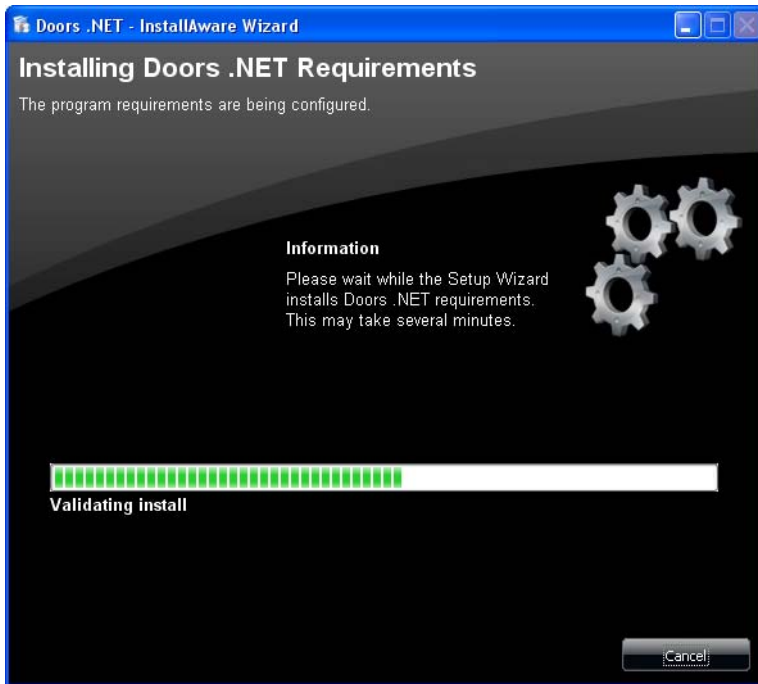 Doors .NET - InstallAware Wizard
Installing Doors .NET Requirements
The program requirements are being configured.
Information
Please wait while the Setup Wizard
installs Doors .NET requirements.
This may take several minutes.
Validating install
Cancel